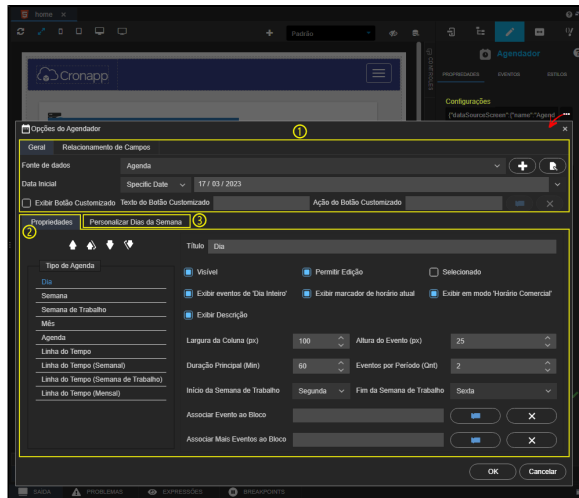 home ×
Padrão
Agendador
PROPRIEDADES EVENTOS ESTILOS
CONTROLES
Cronapp
Configurações
{"dataSourceScreen":{"name":"Agend ...
Opções do Agendador ×
1
Geral Relacionamento de Campos
Fonte de dados Agenda
Data Inicial Specific Date 17 / 03 / 2023
Exibir Botão Customizado Texto do Botão Customizado Ação do Botão Customizado
Propriedades Personalizar Dias da Semana 3
2
Título Dia
Tipo de Agenda
Dia
Semana
Semana de Trabalho
Mês
Agenda
Linha do Tempo
Linha do Tempo (Semanal)
Linha do Tempo (Semana de Trabalho)
Linha do Tempo (Mensal)
Visível Permitir Edição Selecionado
Exibir eventos de 'Dia Inteiro' Exibir marcador de horário atual Exibir em modo 'Horário Comercial'
Exibir Descrição
Largura da Coluna (px) 100 Altura do Evento (px) 25
Duração Principal (Min) 60 Eventos por Período (Qnt) 2
Início da Semana de Trabalho Segunda Fim da Semana de Trabalho Sexta
Associar Evento ao Bloco
Associar Mais Eventos ao Bloco
OK Cancelar
SAÍDA PROBLEMAS EXPRESSÕES BREAKPOINTS